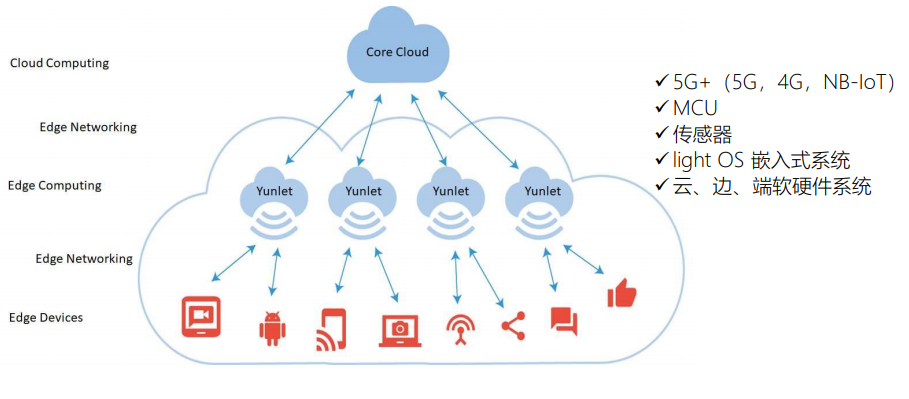 Core Cloud
Cloud Computing
Edge Networking
Edge Computing
Yunlet
Yunlet
Yunlet
Yunlet
Edge Networking
Edge Devices
✓5G+（5G，4G，NB-IoT）
✓MCU
✓传感器
✓light OS 嵌入式系统
✓云、边、端软硬件系统